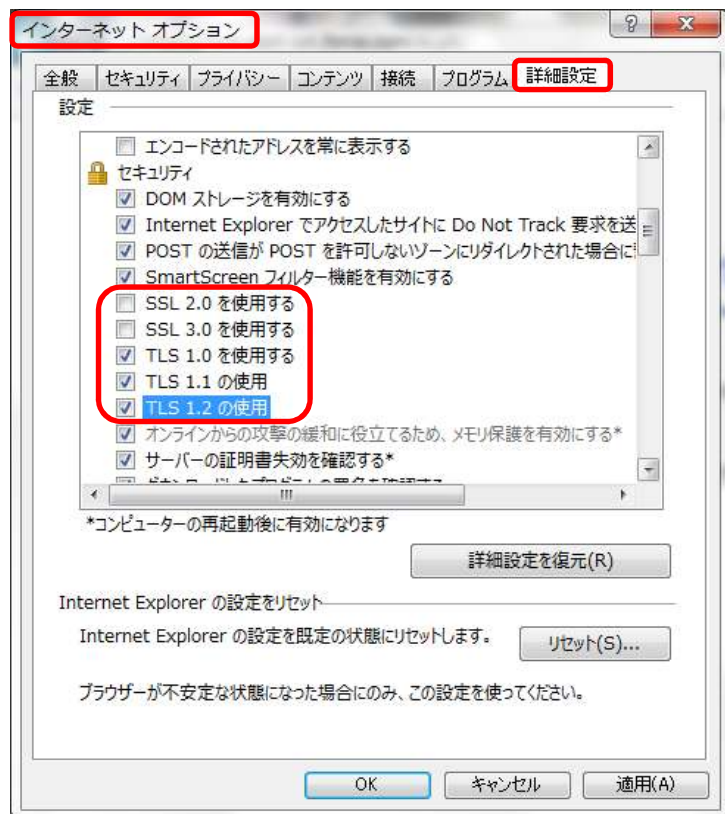 インターネット オプション
全般 セキュリティ プライバシー コンテンツ 接続 プログラム 詳細設定
設定
エンコードされたアドレスを常に表示する
セキュリティ
DOM ストレージを有効にする
Internet Explorer でアクセスしたサイトに Do Not Track 要求を送
POST の送信が POST を許可しないゾーンにリダイレクトされた場合に
SmartScreen フィルター機能を有効にする
SSL 2.0 を使用する
SSL 3.0 を使用する
TLS 1.0 を使用する
TLS 1.1 の使用
TLS 1.2 の使用
オンラインからの攻撃の緩和に役立てるため、メモリ保護を有効にする*
サーバーの証明書失効を確認する*
*コンピューターの再起動後に有効になります
詳細設定を復元(R)
Internet Explorer の設定をリセット
Internet Explorer の設定を既定の状態にリセットします。
リセット(S)...
ブラウザーが不安定な状態になった場合にのみ、この設定を使ってください。
OK キャンセル 適用(A)